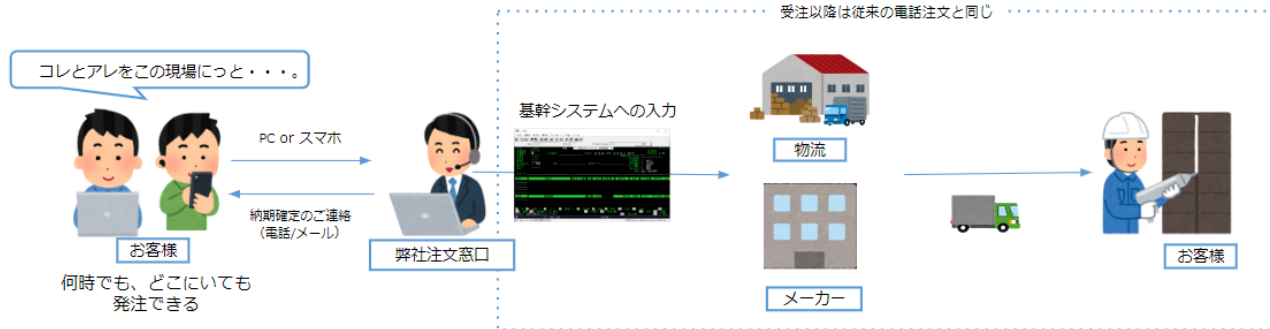 受注以降は従来の電話注文と同じ
コレとアレをこの現場にっと・・・。
PC or スマホ
納期確定のご連絡
（電話/メール）
お客様
何時でも、どこにいても
発注できる
弊社注文窓口
基幹システムへの入力
物流
メーカー
お客様